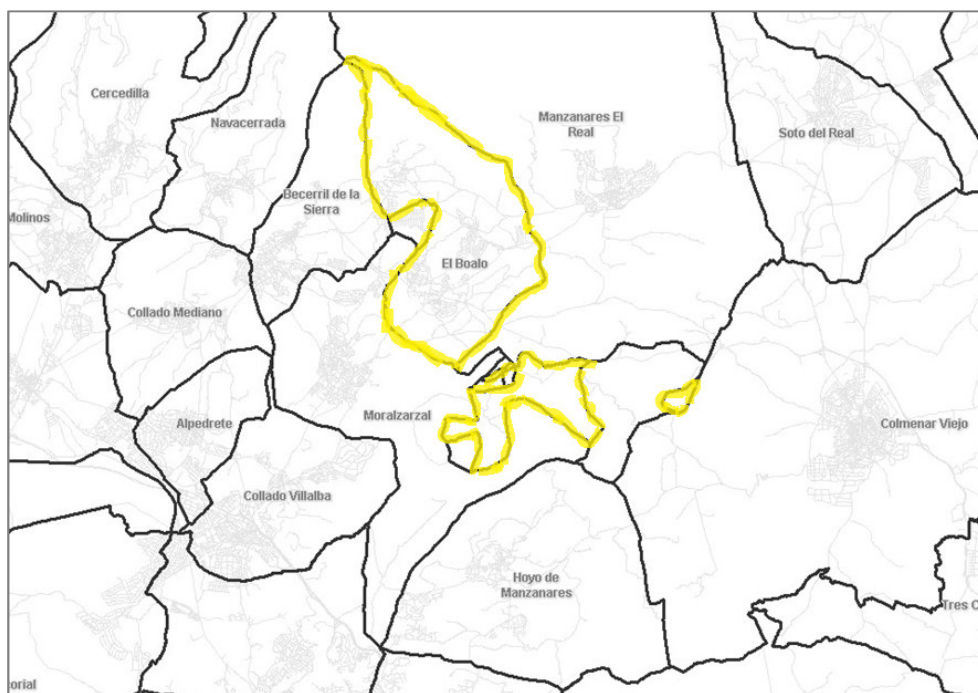 Cercedilla
Navacerrada
Manzanares El
Real
Soto del Real
Becerril de la
Sierra
Molinos
El Boalo
Collado Mediano
Alpedrete
Moralzarzal
Colmenar Viejo
Collado Villalba
Hoyo de
Manzanares
Tres C
orial